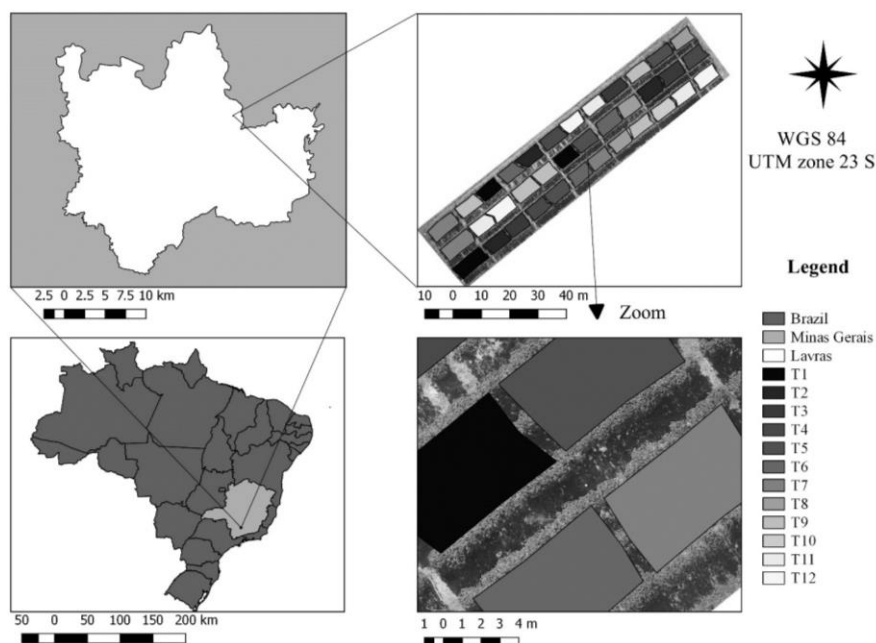 WGS 84
UTM zone 23 S
2.5 0 2.5 5 7.5 10 km
10 0 10 20 30 40 m
Zoom
50 0 50 100 150 200 km
1 0 1 2 3 4 m
Legend
Brazil
Minas Gerais
Lavras
T1
T2
T3
T4
T5
T6
T7
T8
T9
T10
T11
T12